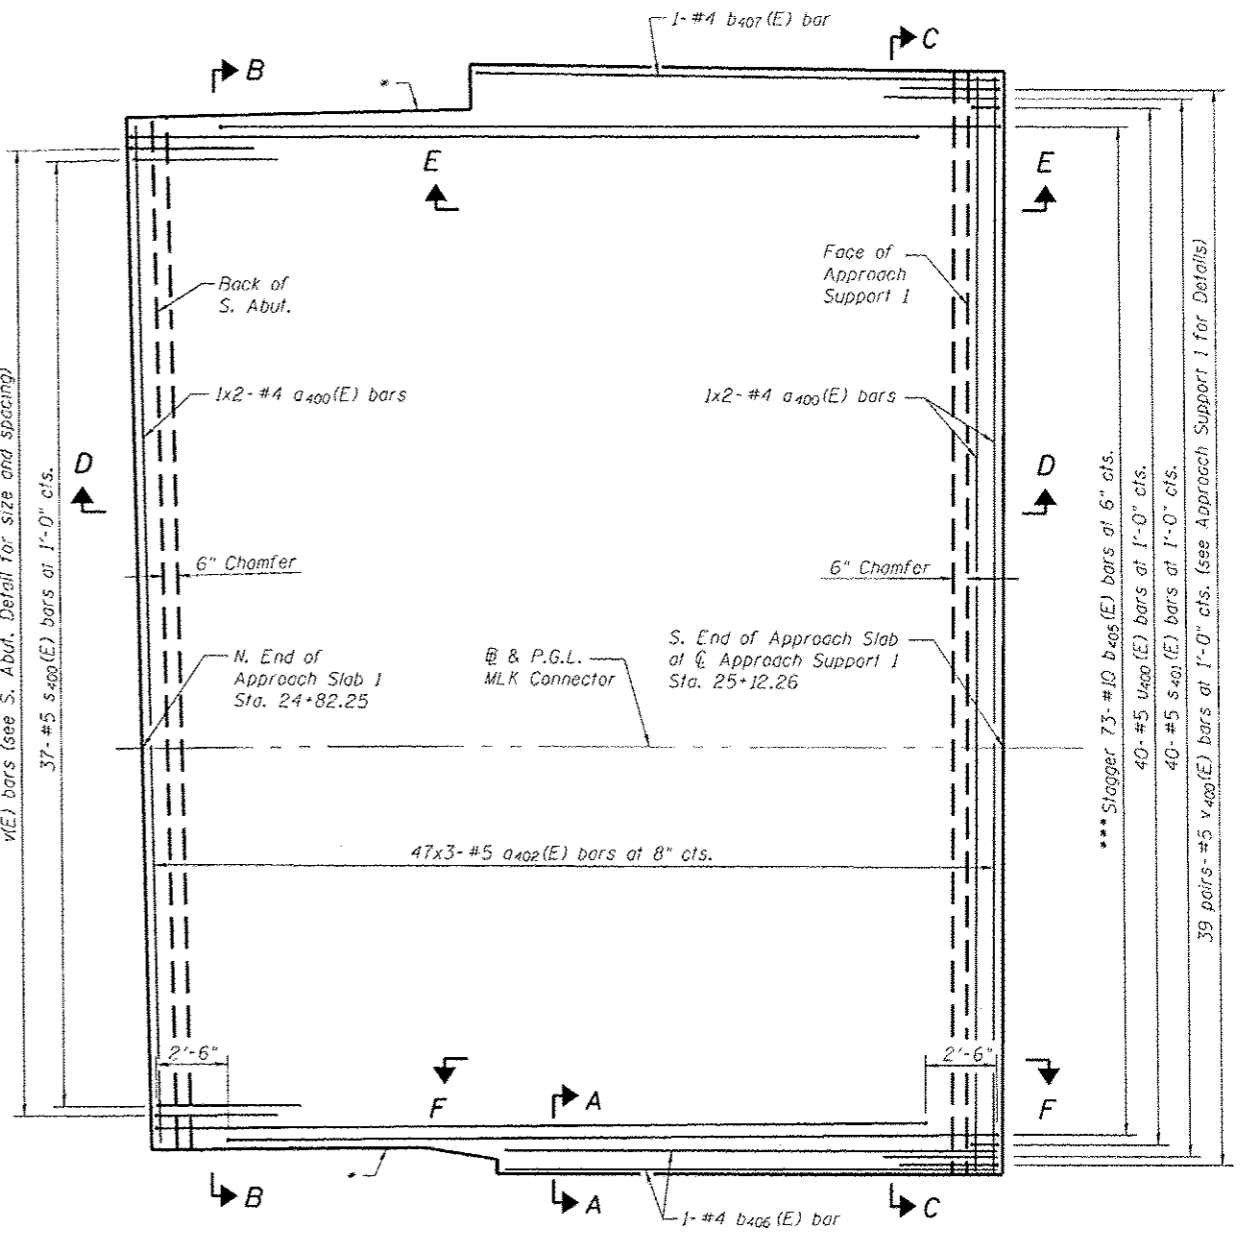 1- #4 b407(E) bar
C
B
*
E
E
Back of
S. Abut.
Face of
Approach
Support 1
1x2- #4 a400(E) bars
1x2- #4 a400(E) bars
D
D
6" Chamfer
6" Chamfer
N. End of
Approach Slab 1
Sta. 24+82.25
℄ & P.G.L.
MLK Connector
S. End of Approach Slab
at ℄ Approach Support 1
Sta. 25+12.26
47x3- #5 a402(E) bars at 8" cts.
2'-6"
2'-6"
F
A
F
*
B
A
C
1- #4 b406(E) bar
v(E) bars (see S. Abut. Detail for size and spacing)
37- #5 s400(E) bars at 1'-0" cts.
*** Stagger 73- #10 b405(E) bars at 6" cts.
40- #5 u400(E) bars at 1'-0" cts.
40- #5 s401(E) bars at 1'-0" cts.
39 pairs- #5 v400(E) bars at 1'-0" cts. (see Approach Support 1 for Details)